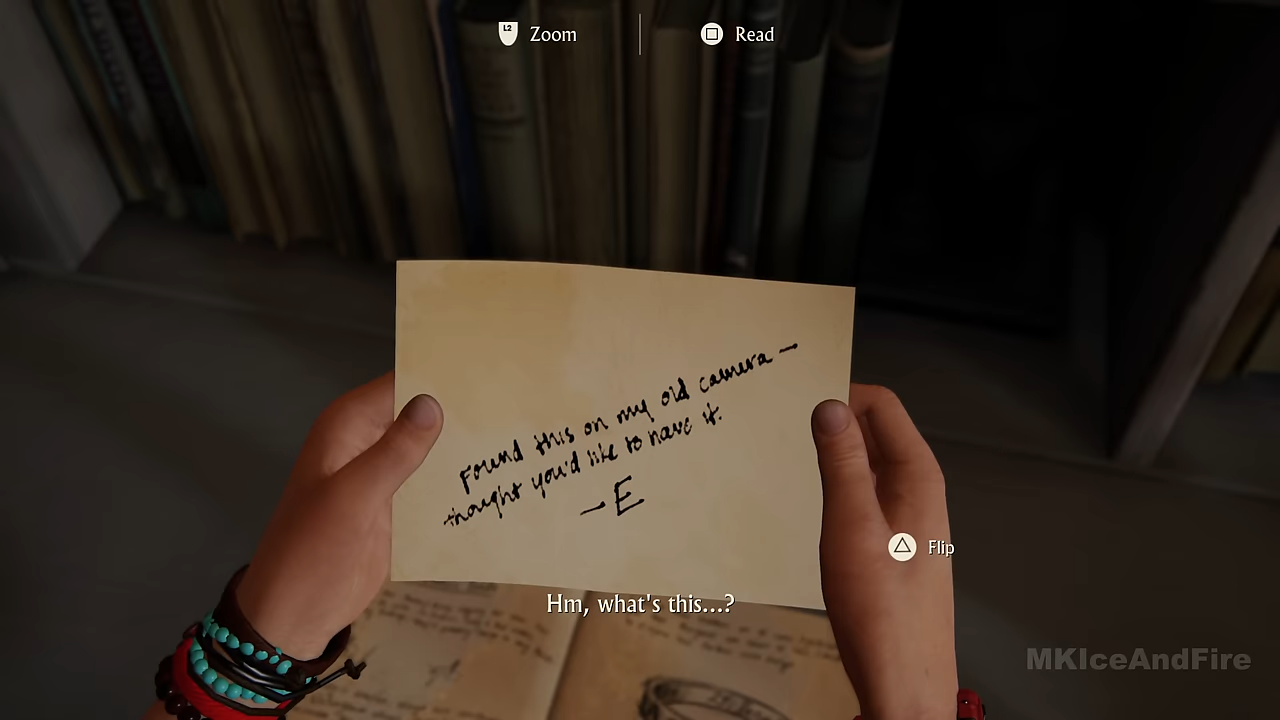 L2 Zoom
Read
Found this on my old camera —
thought you'd like to have it.
—E
Flip
Hm, what's this...?
MKIceAndFire